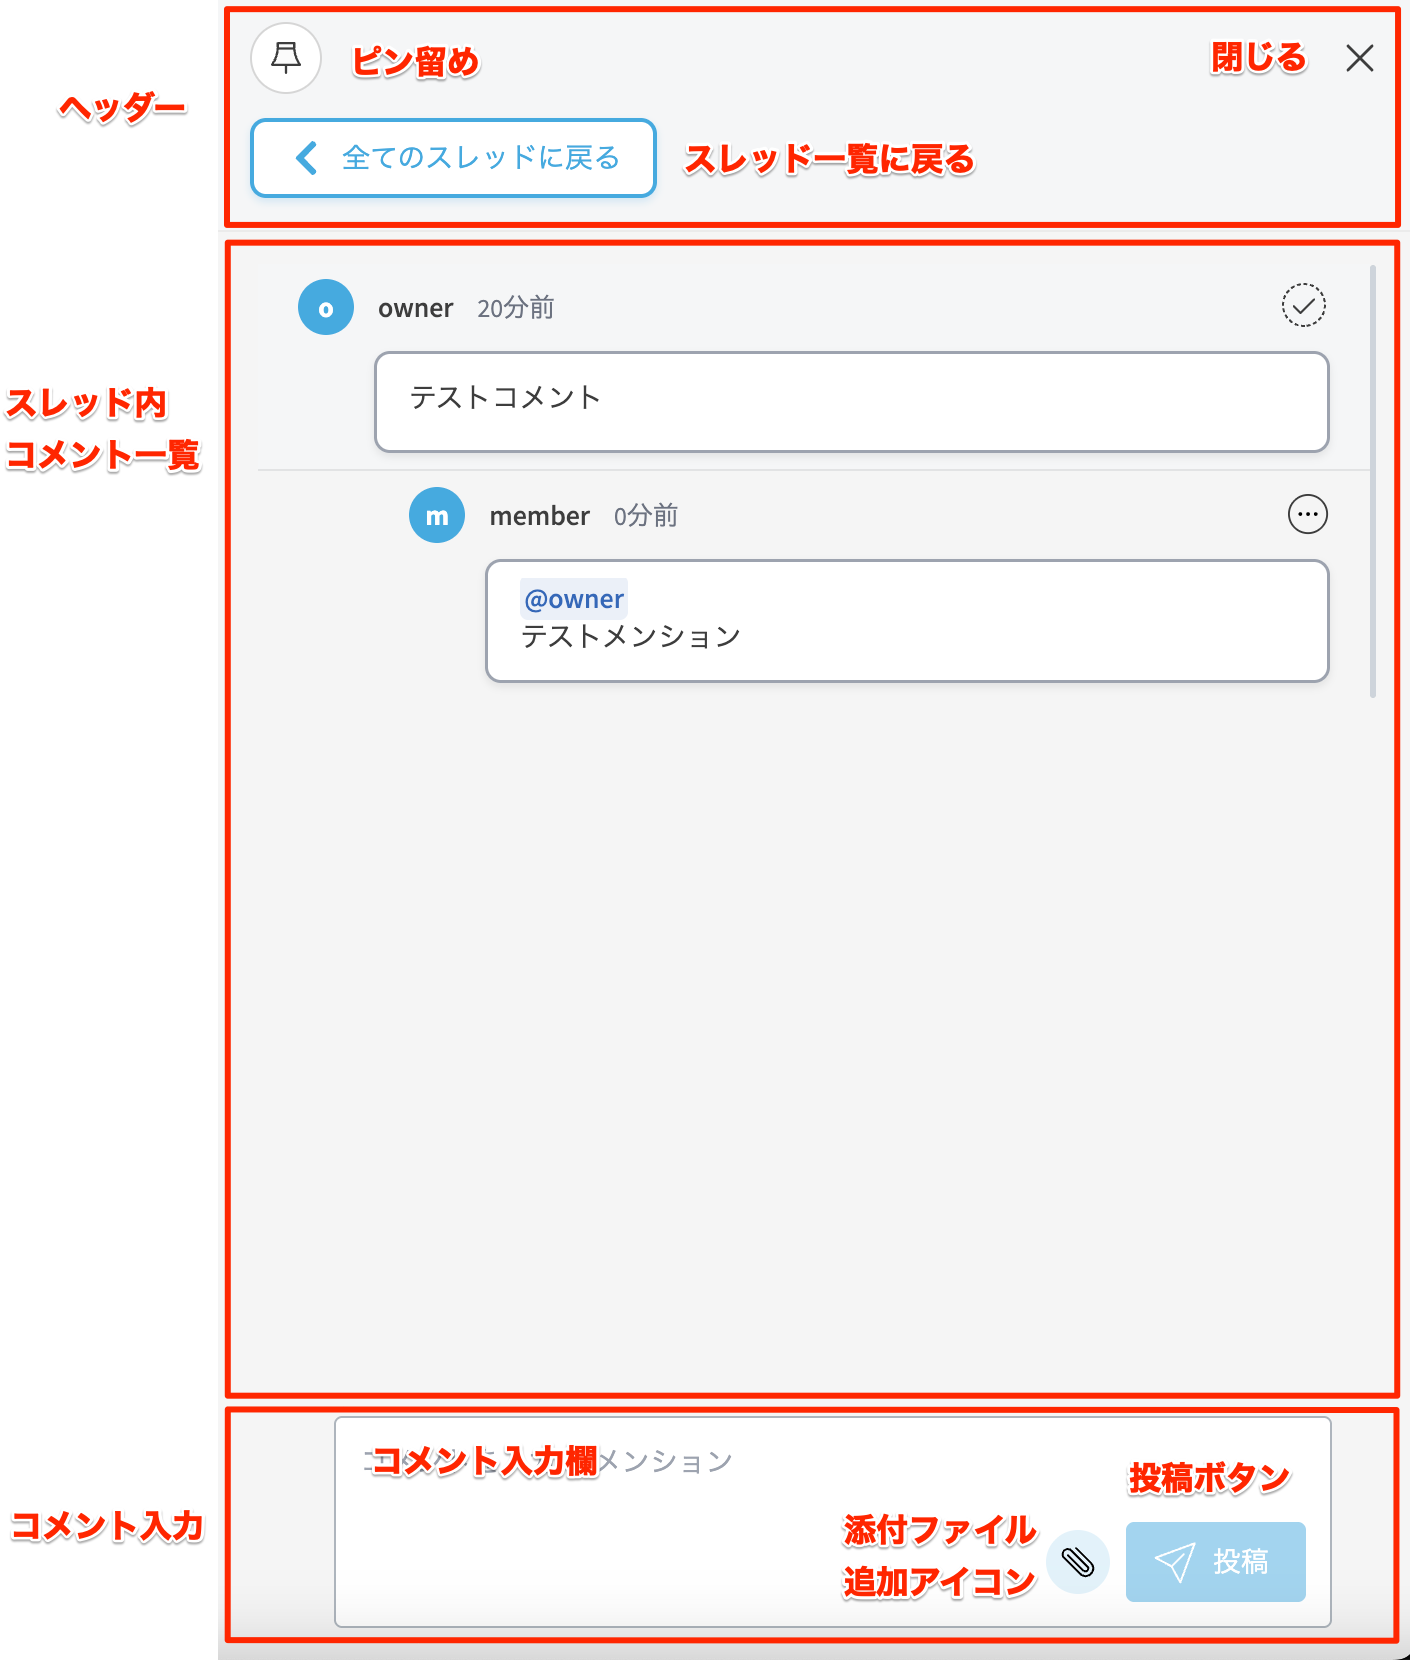 ピン留め
閉じる
ヘッダー
全てのスレッドに戻る
スレッド一覧に戻る
o
owner 20分前
テストコメント
スレッド内
コメント一覧
m
member 0分前
@owner
テストメンション
コメント入力欄
メンション
投稿ボタン
コメント入力
添付ファイル
追加アイコン
投稿